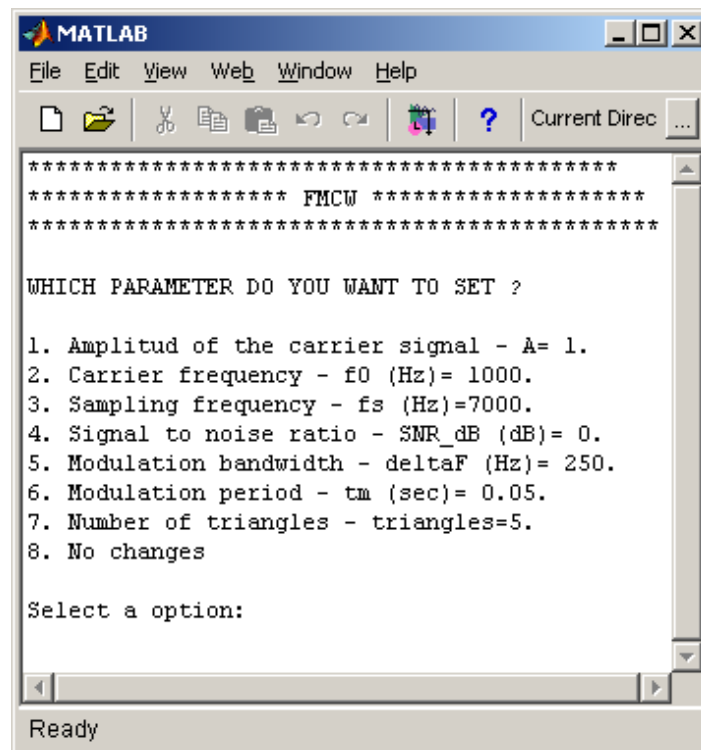 MATLAB
File Edit View Web Window Help
? Current Direc ...
*******************************************
******************* FMCW ********************
**********************************************
WHICH PARAMETER DO YOU WANT TO SET ?
1. Amplitud of the carrier signal - A= 1.
2. Carrier frequency - f0 (Hz)= 1000.
3. Sampling frequency - fs (Hz)=7000.
4. Signal to noise ratio - SNR_dB (dB)= 0.
5. Modulation bandwidth - deltaF (Hz)= 250.
6. Modulation period - tm (sec)= 0.05.
7. Number of triangles - triangles=5.
8. No changes
Select a option:
Ready